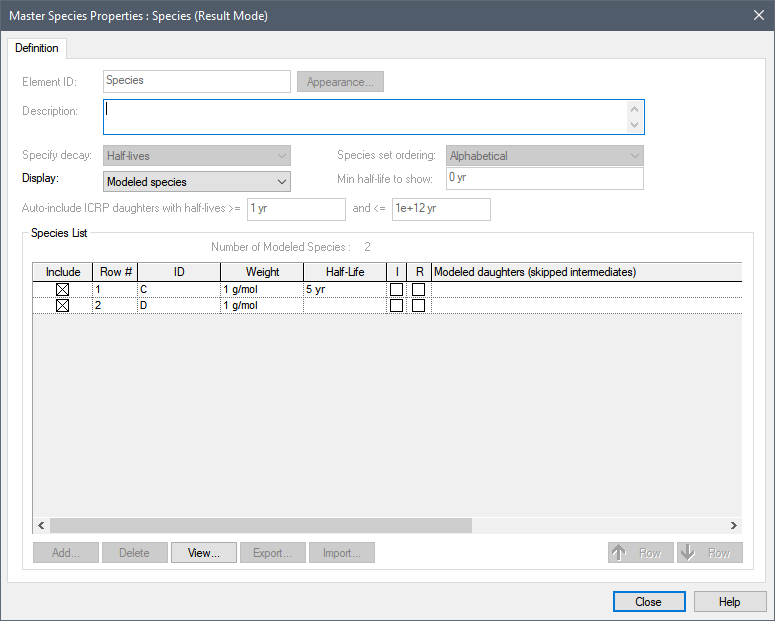 Master Species Properties : Species (Result Mode)
Definition
Element ID: Species Appearance...
Description:
Specify decay: Half-lives Species set ordering: Alphabetical
Display: Modeled species Min half-life to show: 0 yr
Auto-include ICRP daughters with half-lives >= 1 yr and <= 1e+12 yr
Species List
Number of Modeled Species : 2
Include Row # ID Weight Half-Life I R Modeled daughters (skipped intermediates)
1 C 1 g/mol 5 yr
2 D 1 g/mol
Add... Delete View... Export... Import... Row Row
Close Help